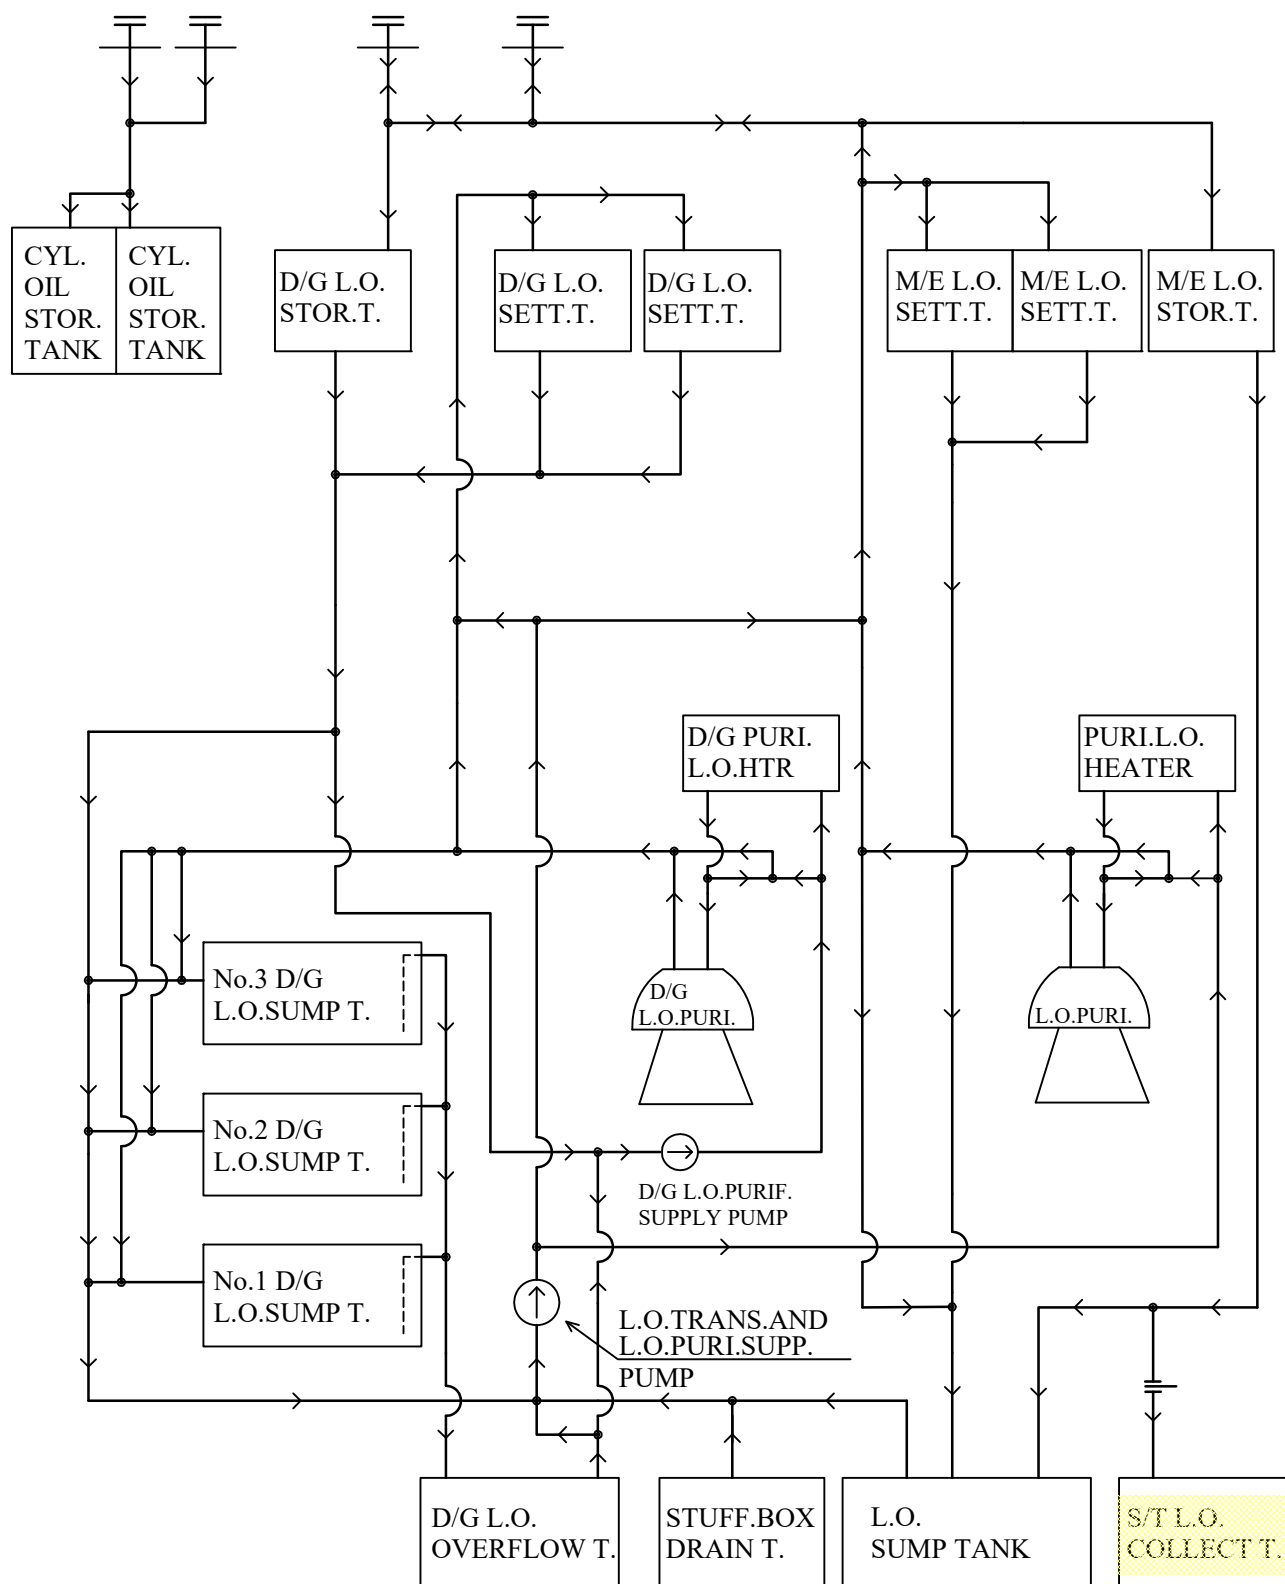 CYL.
OIL
STOR.
TANK
CYL.
OIL
STOR.
TANK
D/G L.O.
STOR.T.
D/G L.O.
SETT.T.
D/G L.O.
SETT.T.
M/E L.O.
SETT.T.
M/E L.O.
SETT.T.
M/E L.O.
STOR.T.
D/G PURI.
L.O.HTR
PURI.L.O.
HEATER
No.3 D/G
L.O.SUMP T.
D/G
L.O.PURI.
L.O.PURI.
No.2 D/G
L.O.SUMP T.
D/G L.O.PURIF.
SUPPLY PUMP
No.1 D/G
L.O.SUMP T.
L.O.TRANS.AND
L.O.PURI.SUPP.
PUMP
D/G L.O.
OVERFLOW T.
STUFF.BOX
DRAIN T.
L.O.
SUMP TANK
S/T L.O.
COLLECT T.